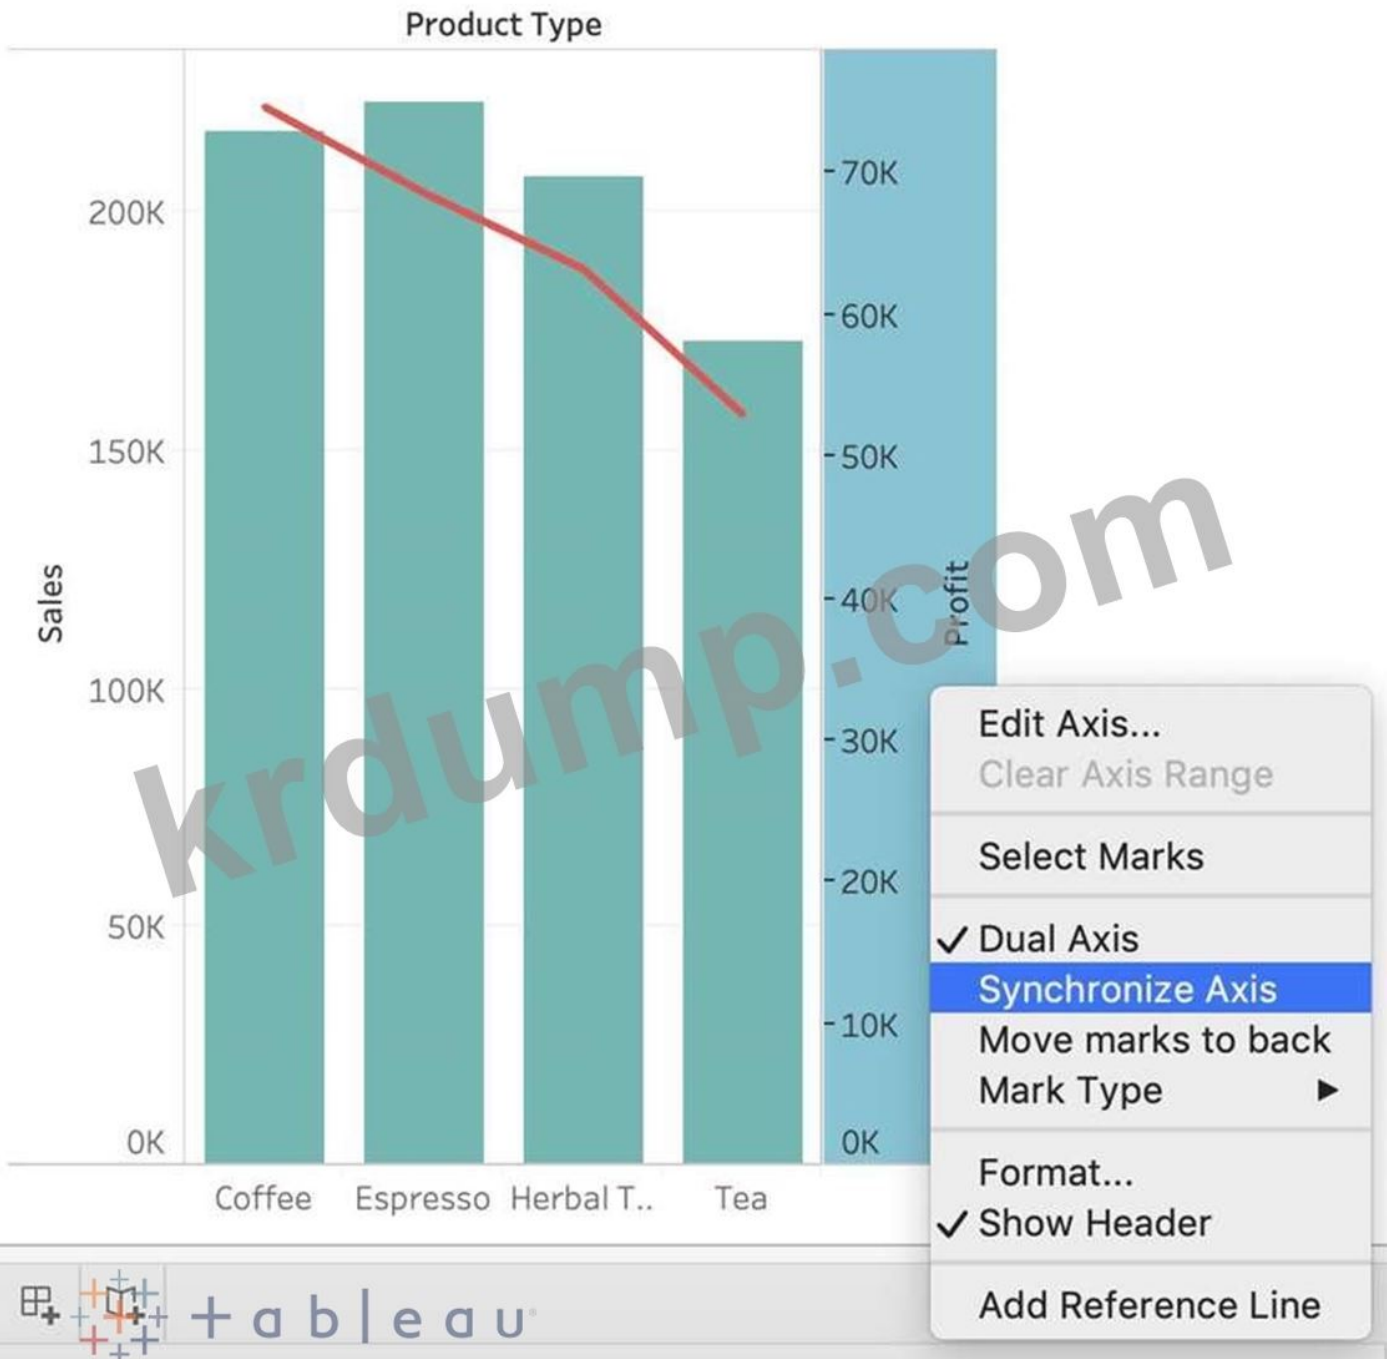 Product Type
200K
150K
100K
50K
0K
Sales
70K
60K
50K
40K
30K
20K
10K
0K
Profit
Coffee
Espresso
Herbal T..
Tea
krdump.com
Edit Axis...
Clear Axis Range
Select Marks
✓ Dual Axis
Synchronize Axis
Move marks to back
Mark Type ▶
Format...
✓ Show Header
Add Reference Line
+ableau